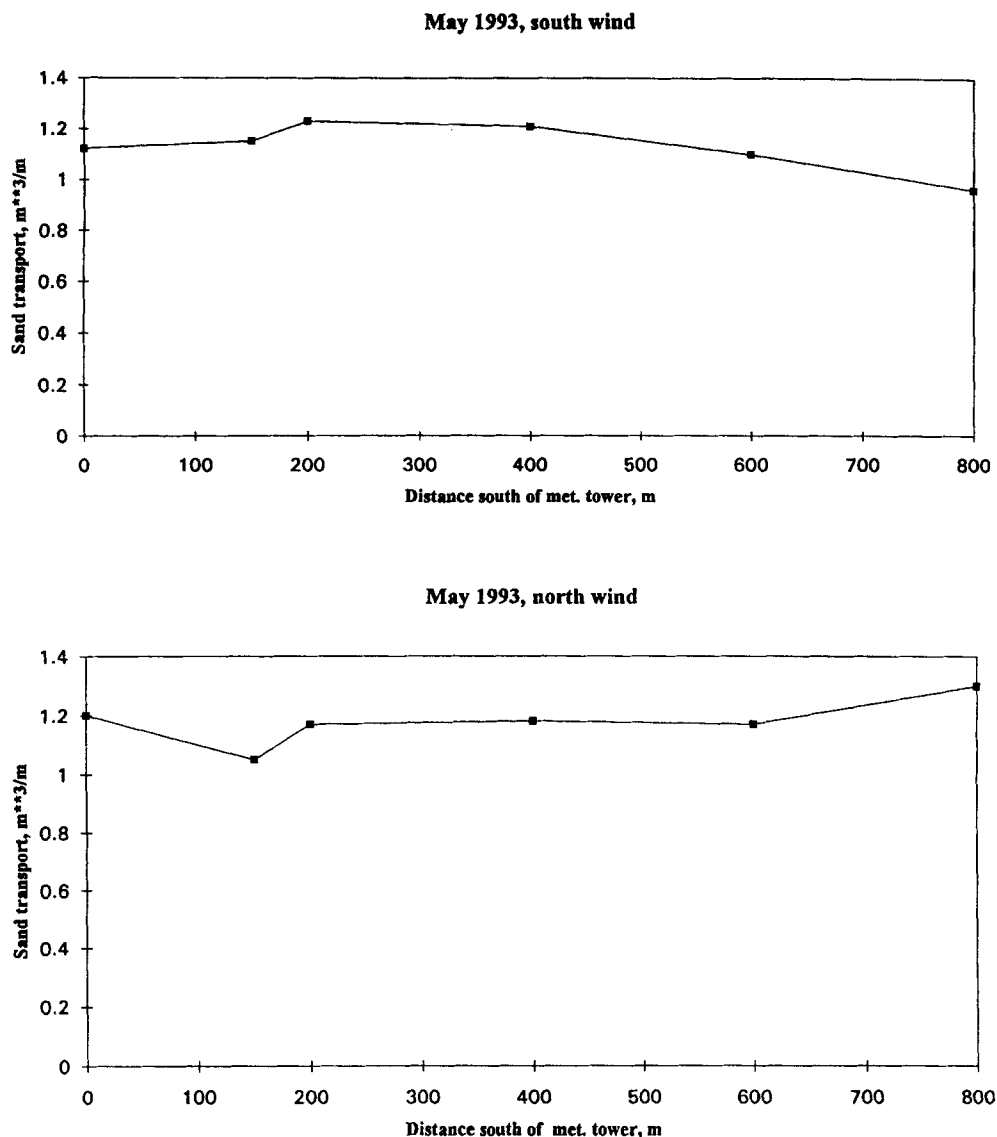 May 1993, south wind
1.4
1.2
1
0.8
0.6
0.4
0.2
0
Sand transport, m**3/m
0 100 200 300 400 500 600 700 800
Distance south of met. tower, m
May 1993, north wind
1.4
1.2
1
0.8
0.6
0.4
0.2
0
Sand transport, m**3/m
0 100 200 300 400 500 600 700 800
Distance south of met. tower, m